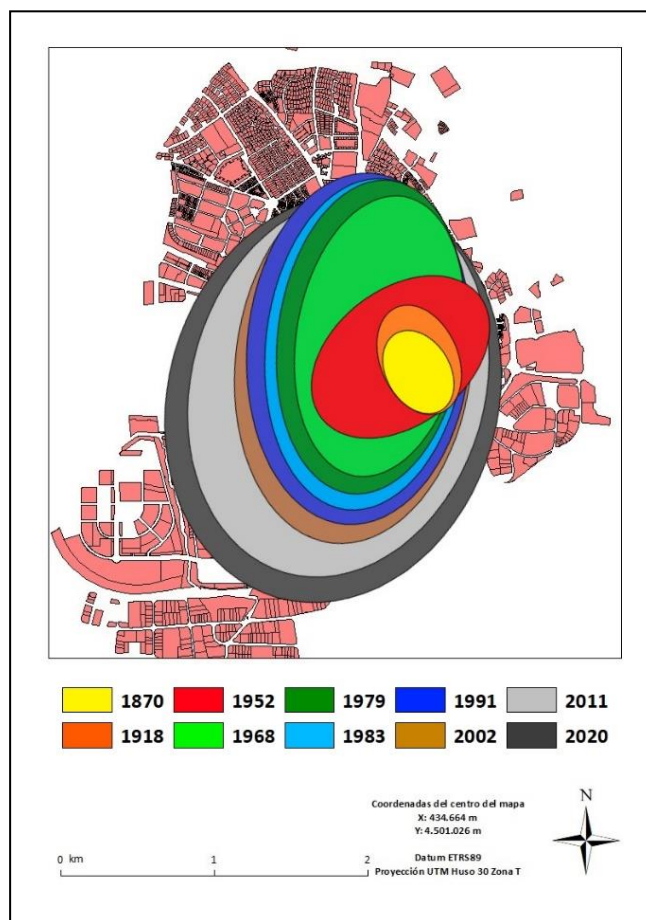 1870 1952 1979 1991 2011
1918 1968 1983 2002 2020
Coordenadas del centro del mapa
X: 434.664 m
Y: 4.501.026 m
N
Datum ETRS89
0 km 1 2
Proyección UTM Huso 30 Zona T